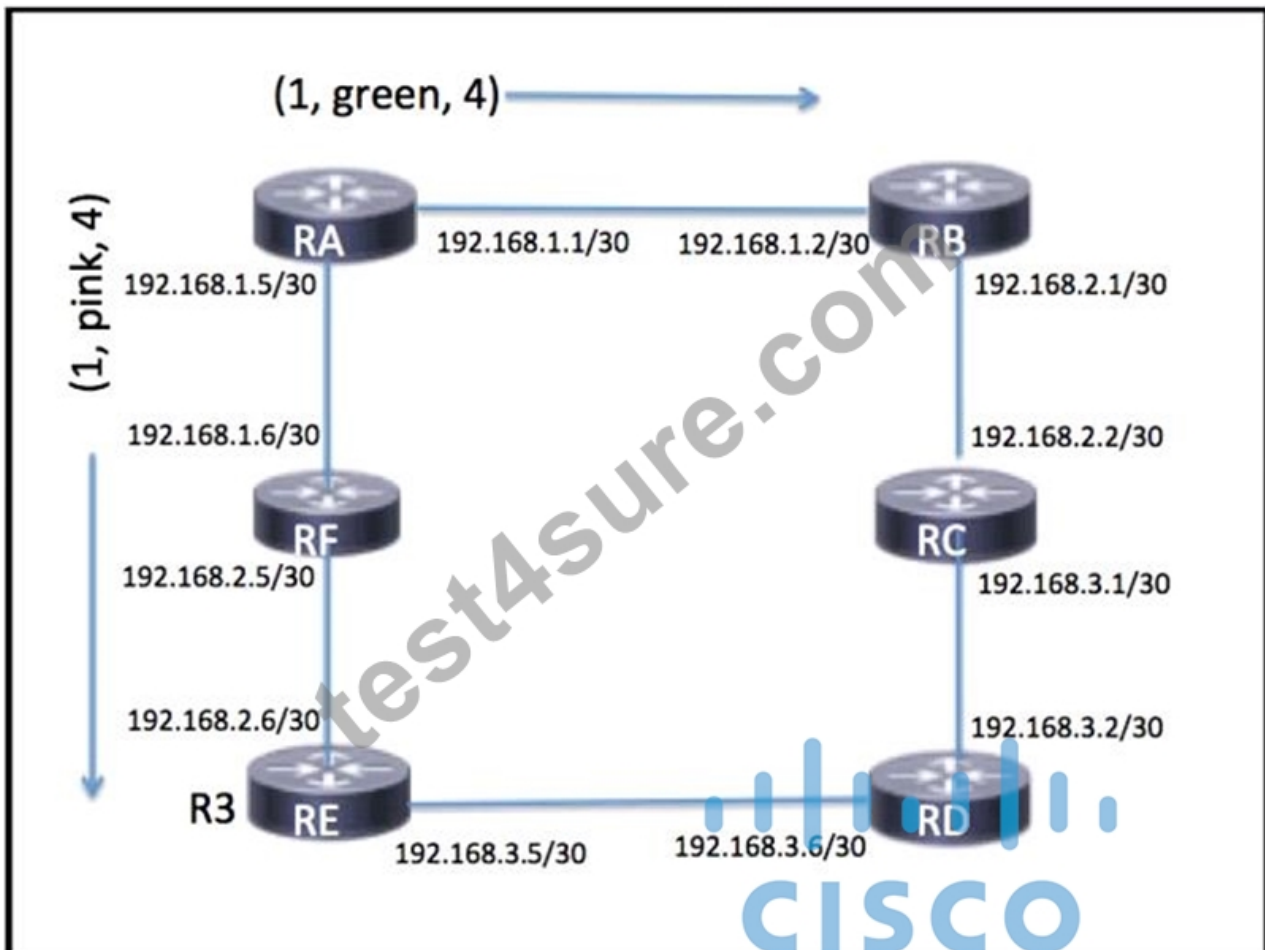 (1, green, 4)
RA
RB
192.168.1.1/30
192.168.1.2/30
192.168.1.5/30
192.168.2.1/30
(1, pink, 4)
192.168.1.6/30
192.168.2.2/30
RF
RC
192.168.2.5/30
192.168.3.1/30
192.168.2.6/30
192.168.3.2/30
R3
RE
RD
192.168.3.5/30
192.168.3.6/30
test4sure.com
CISCO